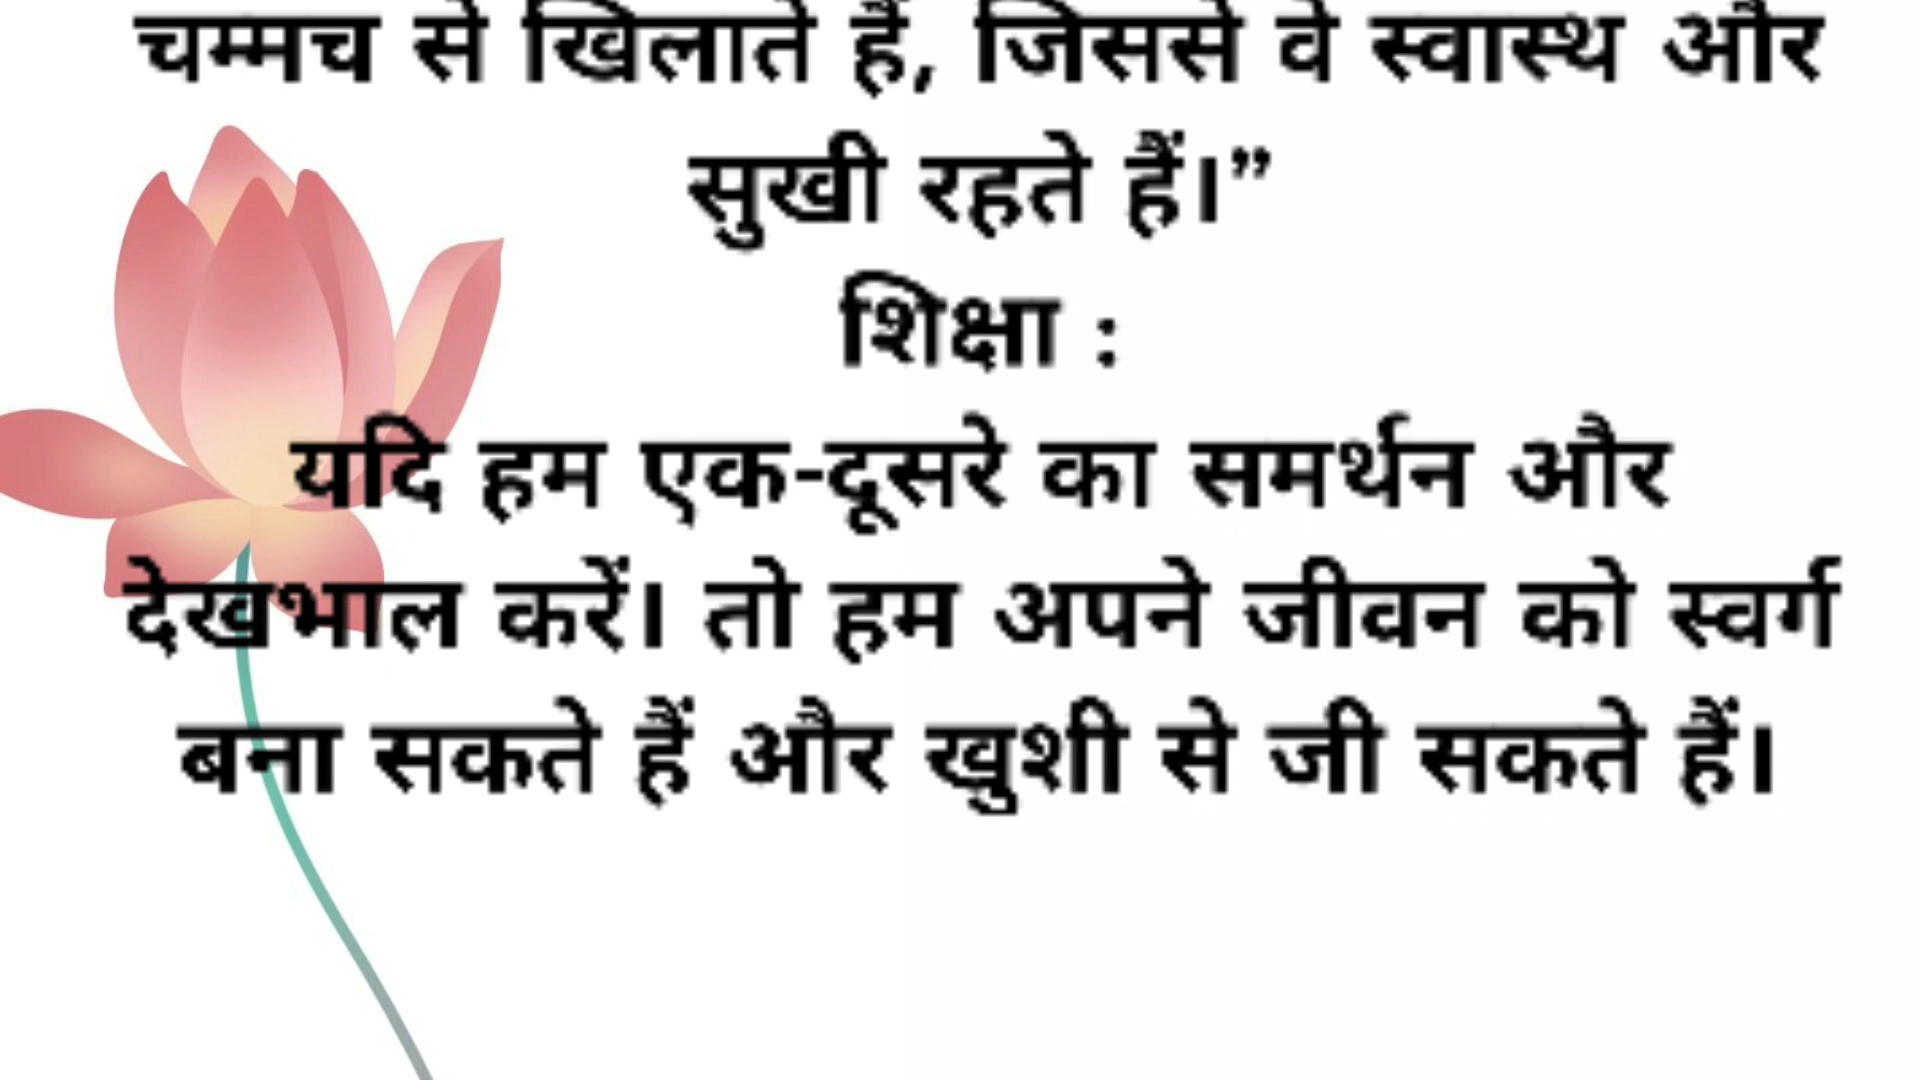 चम्मच से खिलाते हैं, जिससे वे स्वास्थ और
सुखी रहते हैं।”
शिक्षा :
यदि हम एक-दूसरे का समर्थन और
देखभाल करें। तो हम अपने जीवन को स्वर्ग
बना सकते हैं और खुशी से जी सकते हैं।